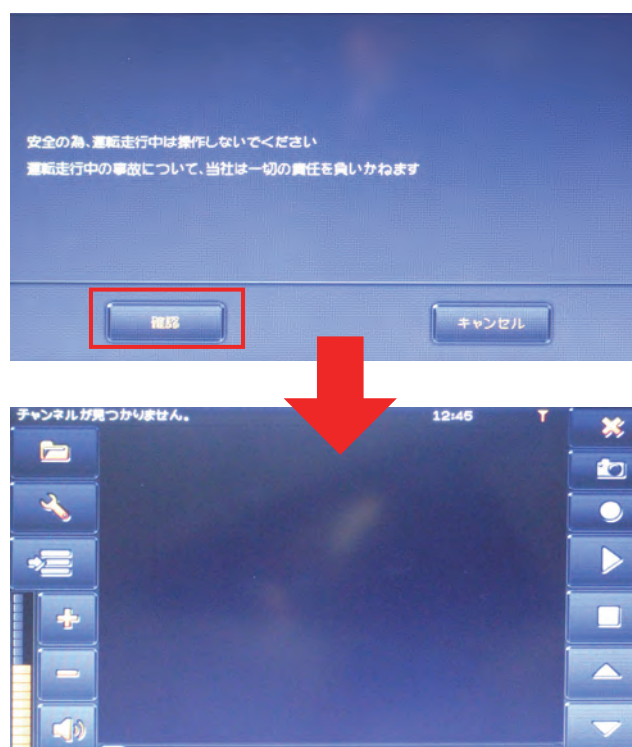 安全の為、運転走行中は操作しないでください
運転走行中の事故について、当社は一切の責任を負いかねます
確認
キャンセル
チャンネルが見つかりません。
12:45